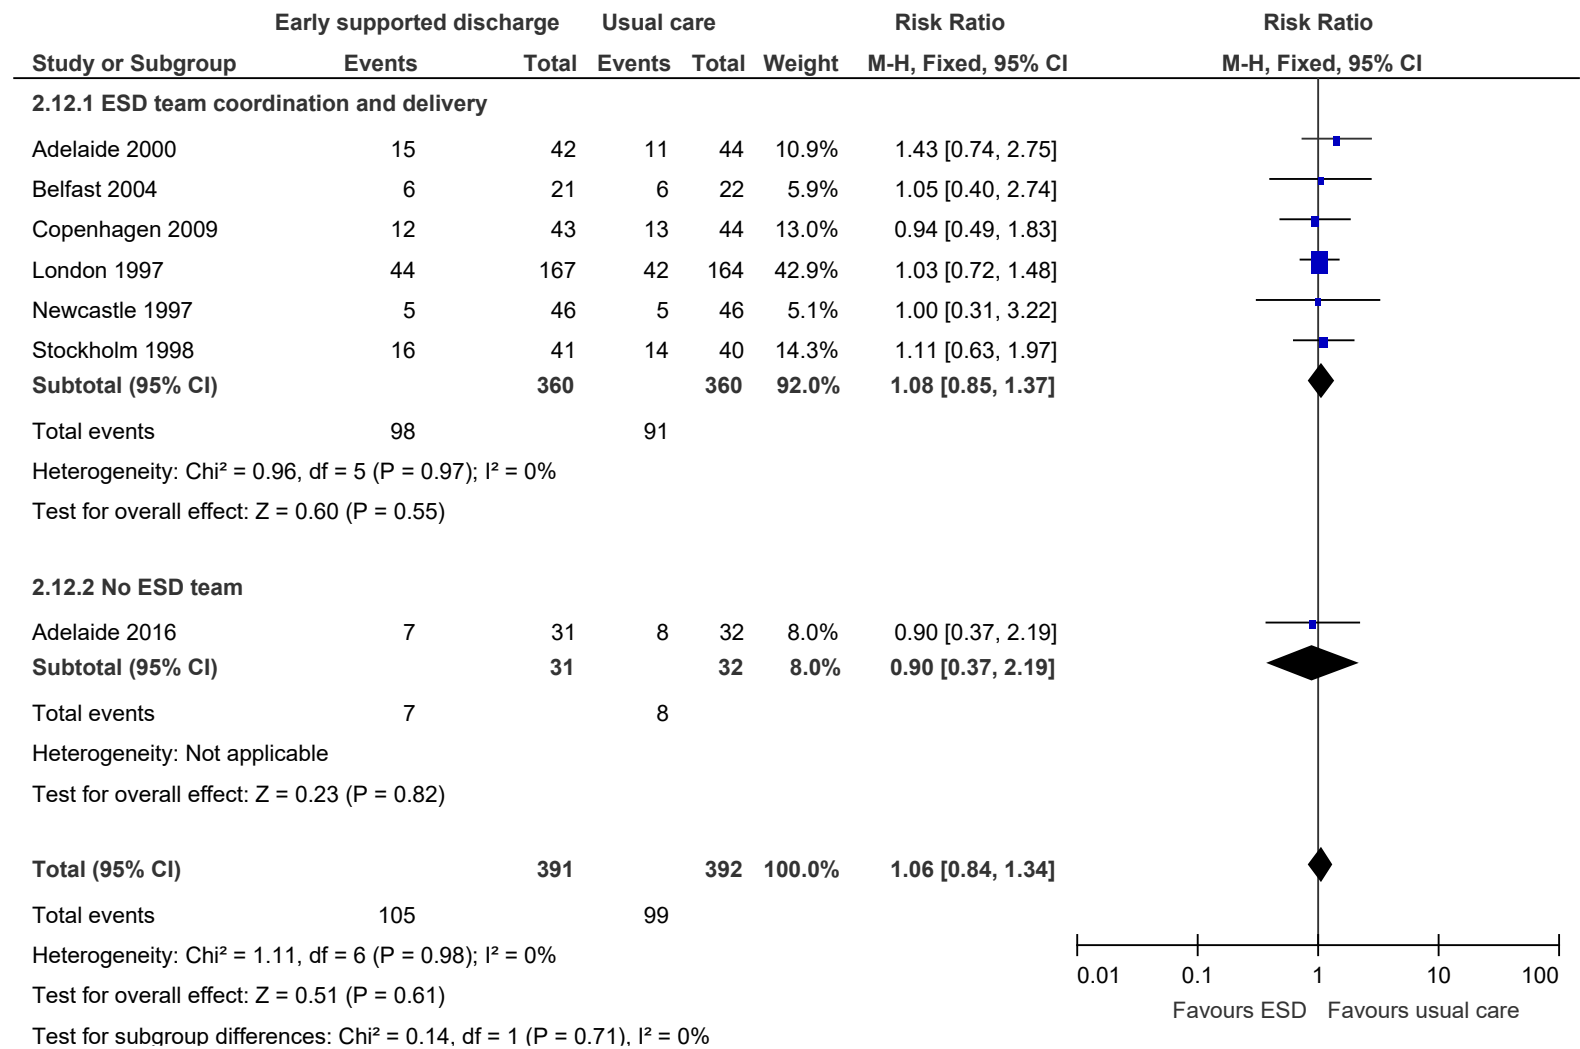 Early supported discharge Usual care Risk Ratio Risk Ratio
Study or Subgroup Events Total Events Total Weight M-H, Fixed, 95% CI M-H, Fixed, 95% CI
2.12.1 ESD team coordination and delivery
Adelaide 2000 15 42 11 44 10.9% 1.43 [0.74, 2.75]
Belfast 2004 6 21 6 22 5.9% 1.05 [0.40, 2.74]
Copenhagen 2009 12 43 13 44 13.0% 0.94 [0.49, 1.83]
London 1997 44 167 42 164 42.9% 1.03 [0.72, 1.48]
Newcastle 1997 5 46 5 46 5.1% 1.00 [0.31, 3.22]
Stockholm 1998 16 41 14 40 14.3% 1.11 [0.63, 1.97]
Subtotal (95% CI) 360 360 92.0% 1.08 [0.85, 1.37]
Total events 98 91
Heterogeneity: Chi² = 0.96, df = 5 (P = 0.97); I² = 0%
Test for overall effect: Z = 0.60 (P = 0.55)
2.12.2 No ESD team
Adelaide 2016 7 31 8 32 8.0% 0.90 [0.37, 2.19]
Subtotal (95% CI) 31 32 8.0% 0.90 [0.37, 2.19]
Total events 7 8
Heterogeneity: Not applicable
Test for overall effect: Z = 0.23 (P = 0.82)
Total (95% CI) 391 392 100.0% 1.06 [0.84, 1.34]
Total events 105 99
Heterogeneity: Chi² = 1.11, df = 6 (P = 0.98); I² = 0%
Test for overall effect: Z = 0.51 (P = 0.61)
Test for subgroup differences: Chi² = 0.14, df = 1 (P = 0.71), I² = 0%
0.01 0.1 1 10 100
Favours ESD Favours usual care